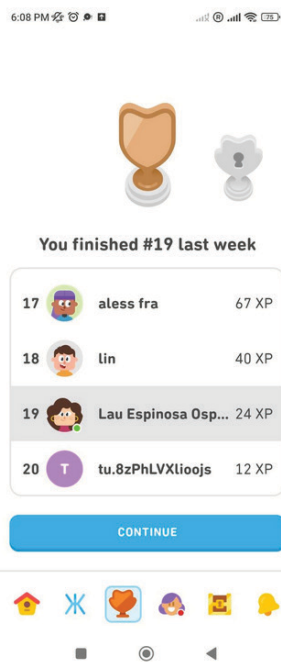 6:08 PM
75
You finished #19 last week
17 aless fra 67 XP
18 lin 40 XP
19 Lau Espinosa Osp... 24 XP
20 T tu.8zPhLVXlioojs 12 XP
CONTINUE
Ж